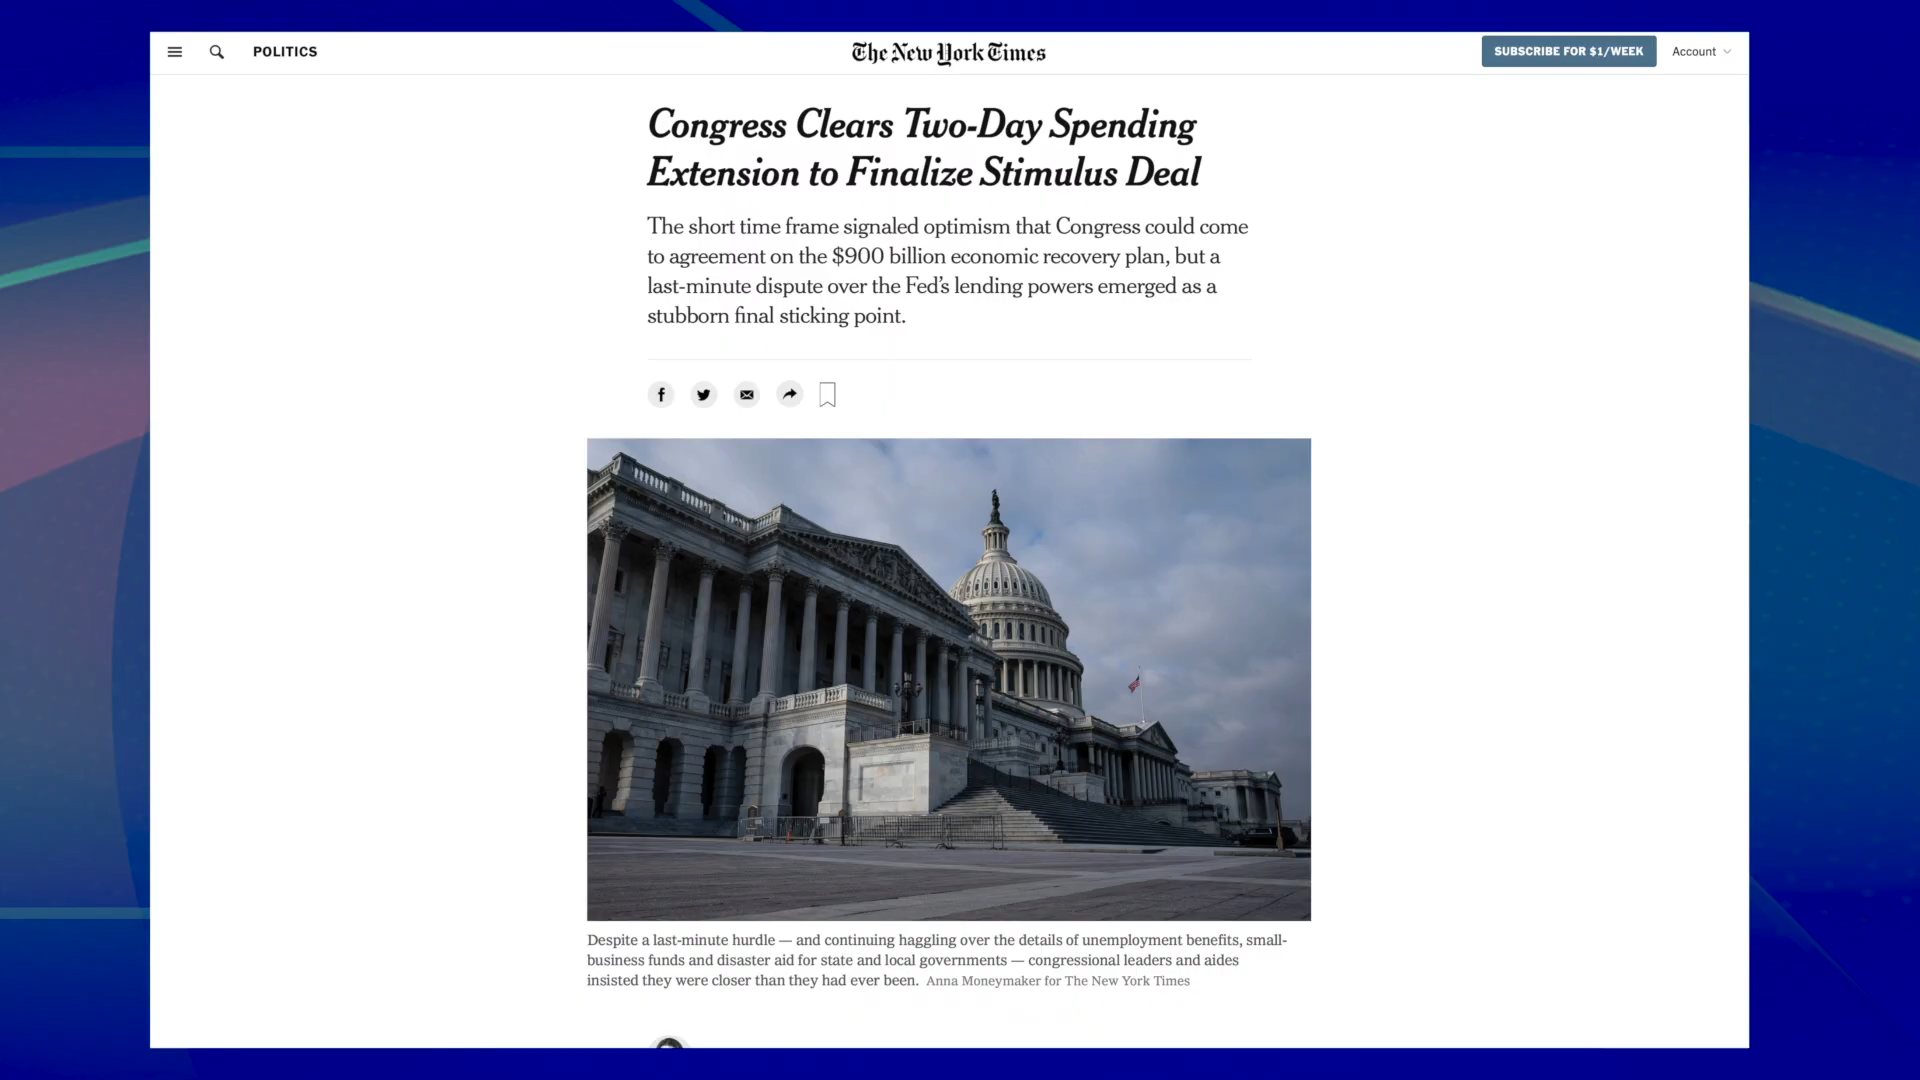 POLITICS
The New York Times
SUBSCRIBE FOR $1/WEEK
Account
Congress Clears Two-Day Spending
Extension to Finalize Stimulus Deal
The short time frame signaled optimism that Congress could come
to agreement on the $900 billion economic recovery plan, but a
last-minute dispute over the Fed’s lending powers emerged as a
stubborn final sticking point.
Despite a last-minute hurdle — and continuing haggling over the details of unemployment benefits, small-
business funds and disaster aid for state and local governments — congressional leaders and aides
insisted they were closer than they had ever been. Anna Moneymaker for The New York Times